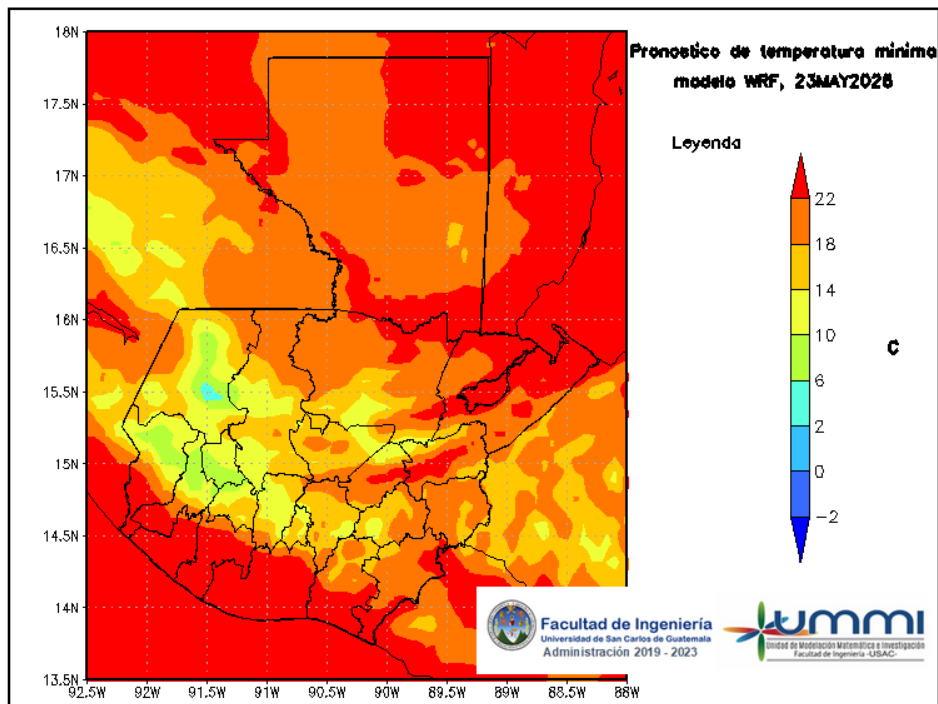 Pronostico de temperatura minima
modelo WRF, 23MAY2026
Leyenda
22
18
14
10
6
2
0
-2
C
18N
17.5N
17N
16.5N
16N
15.5N
15N
14.5N
14N
13.5N
92.5W
92W
91.5W
91W
90.5W
90W
89.5W
89W
88.5W
88W
Facultad de Ingeniería
Universidad de San Carlos de Guatemala
Administración 2019 - 2023
ummi
Unidad de Modelación Matemática e Investigación
Facultad de Ingeniería -USAC-